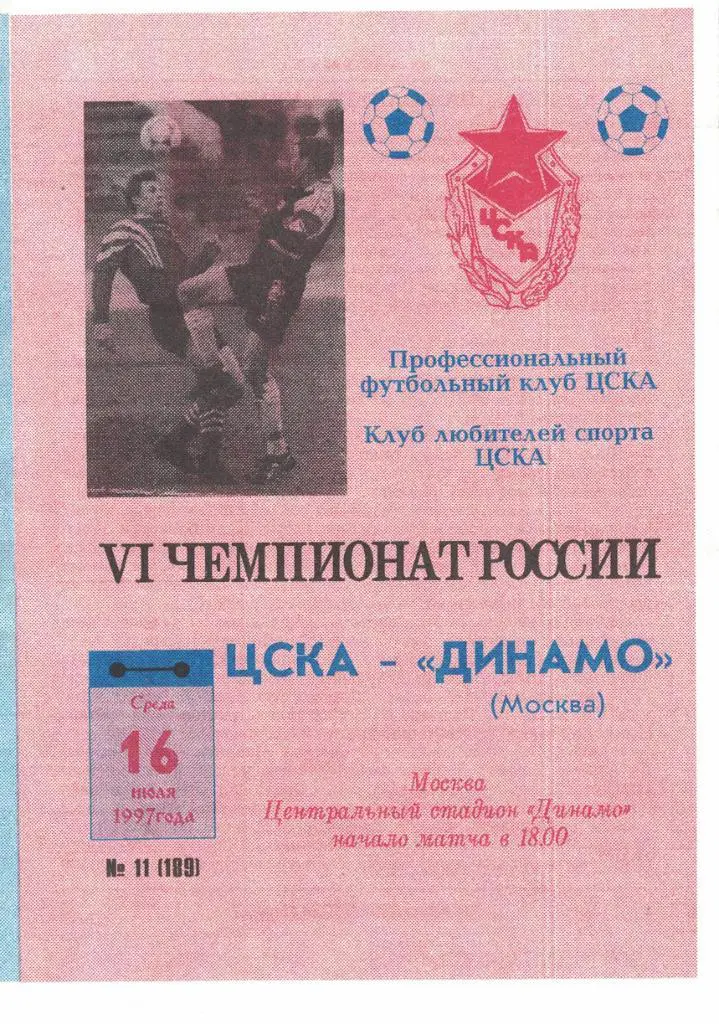 ЦСКА
Профессиональный
футбольный клуб ЦСКА
Клуб любителей спорта
ЦСКА
VI ЧЕМПИОНАТ РОССИИ
ЦСКА - «ДИНАМО»
(Москва)
Среда
16
июля
1997года
№ 11 (189)
Москва
Центральный стадион «Динамо»
начало матча в 18.00